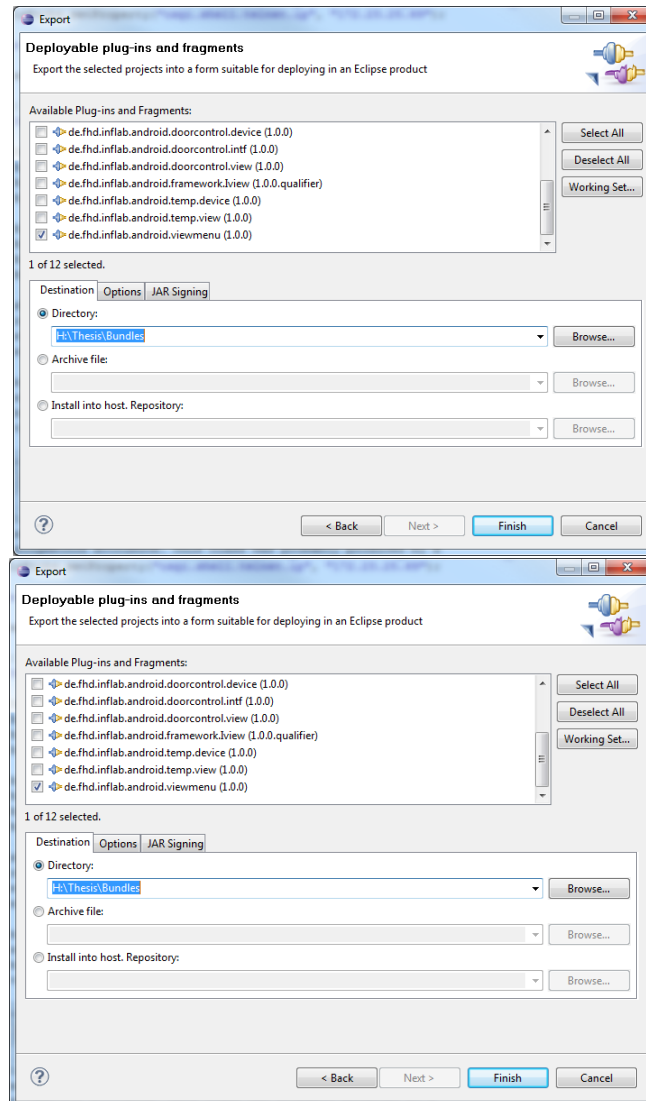 Export
Deployable plug-ins and fragments
Export the selected projects into a form suitable for deploying in an Eclipse product
Available Plug-ins and Fragments:
de.fhd.inflab.android.doorcontrol.device (1.0.0)
de.fhd.inflab.android.doorcontrol.intf (1.0.0)
de.fhd.inflab.android.doorcontrol.view (1.0.0)
de.fhd.inflab.android.framework.Iview (1.0.0.qualifier)
de.fhd.inflab.android.temp.device (1.0.0)
de.fhd.inflab.android.temp.view (1.0.0)
de.fhd.inflab.android.viewmenu (1.0.0)
Select All
Deselect All
Working Set...
1 of 12 selected.
Destination Options JAR Signing
Directory:
H:\Thesis\Bundles Browse...
Archive file:
Browse...
Install into host. Repository:
Browse...
? < Back Next > Finish Cancel
Export
Deployable plug-ins and fragments
Export the selected projects into a form suitable for deploying in an Eclipse product
Available Plug-ins and Fragments:
de.fhd.inflab.android.doorcontrol.device (1.0.0)
de.fhd.inflab.android.doorcontrol.intf (1.0.0)
de.fhd.inflab.android.doorcontrol.view (1.0.0)
de.fhd.inflab.android.framework.Iview (1.0.0.qualifier)
de.fhd.inflab.android.temp.device (1.0.0)
de.fhd.inflab.android.temp.view (1.0.0)
de.fhd.inflab.android.viewmenu (1.0.0)
Select All
Deselect All
Working Set...
1 of 12 selected.
Destination Options JAR Signing
Directory:
H:\Thesis\Bundles Browse...
Archive file:
Browse...
Install into host. Repository:
Browse...
? < Back Next > Finish Cancel